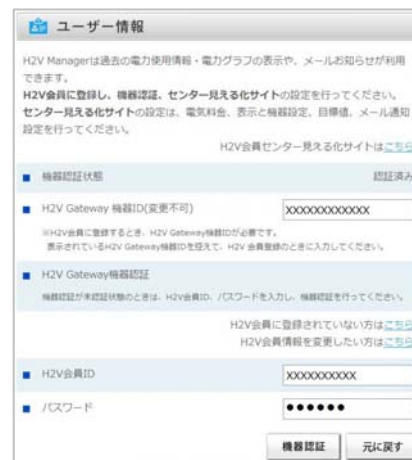 ユーザー情報
H2V Managerは過去の電力使用情報・電力グラフの表示や、メールお知らせが利用
できます。
H2V会員に登録し、機器認証、センター見える化サイトの設定を行ってください。
センター見える化サイトの設定は、電気料金、表示と機器設定、目標値、メール通知
設定を行ってください。
H2V会員センター見える化サイトはこちら
機器認証状態 認証済み
H2V Gateway 機器ID(変更不可) XXXXXXXXXXXX
※H2V会員に登録するとき、H2V Gateway機器IDが必要です。
表示されているH2V Gateway機器IDを控えて、H2V 会員登録のときに入力してください。
H2V Gateway機器認証
機器認証が未認証状態のときは、H2V会員ID、パスワードを入力し、機器認証を行ってください。
H2V会員に登録されていない方はこちら
H2V会員情報を変更したい方はこちら
H2V会員ID XXXXXXXXXX
パスワード ●●●●●●
機器認証 元に戻す